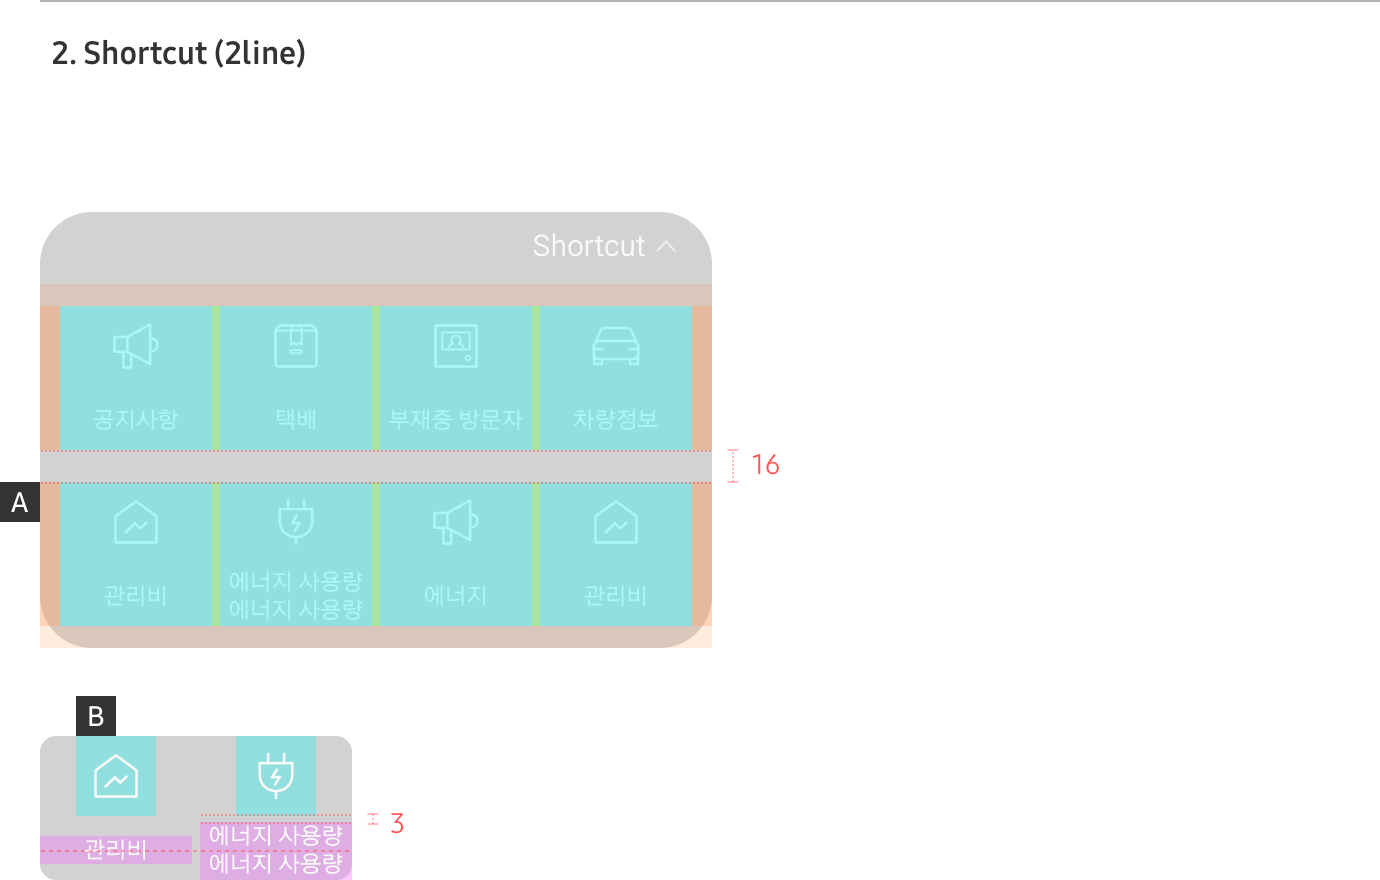 2. Shortcut (2line)
Shortcut
공지사항
택배
부재중 방문자
차량정보
16
A
관리비
에너지 사용량
에너지 사용량
에너지
관리비
B
3
관리비
에너지 사용량
에너지 사용량